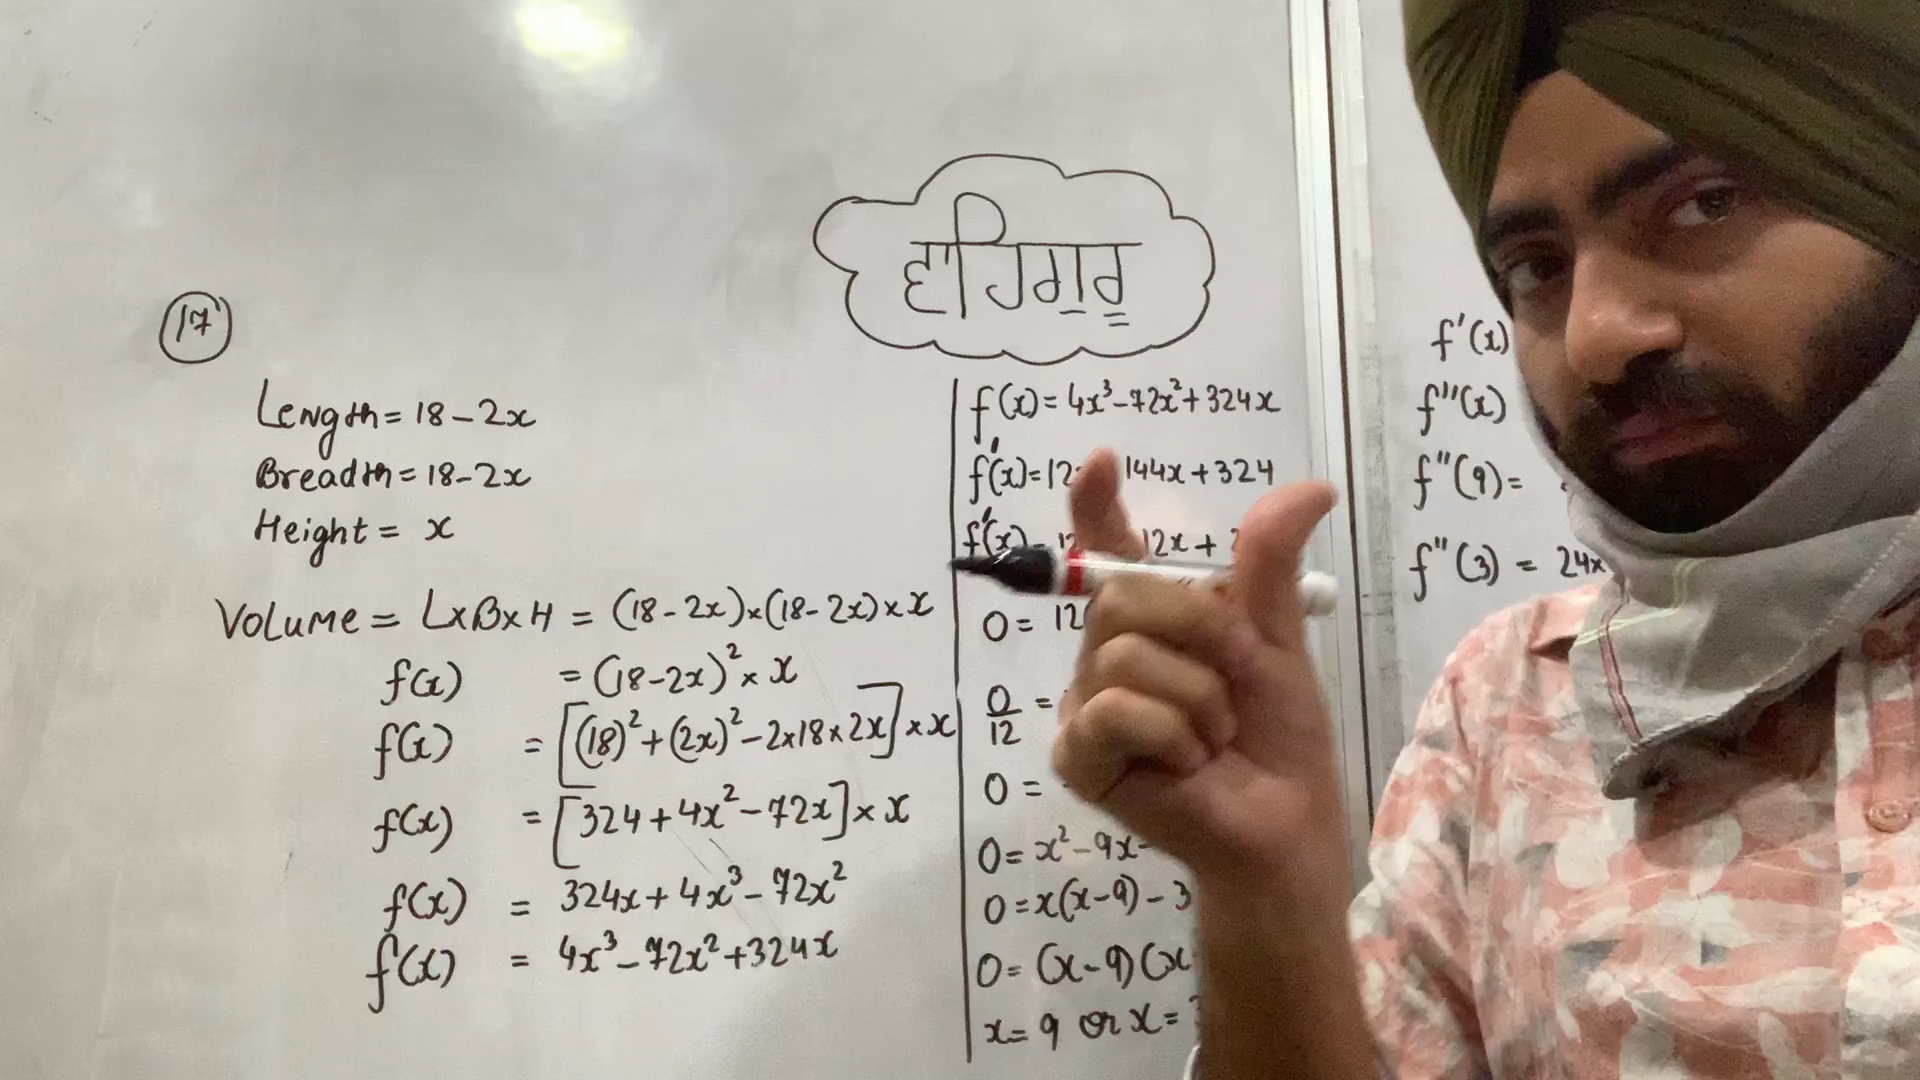 ਵਾਹਿਗੁਰੂ
17
Length = 18 - 2x
Breadth = 18 - 2x
Height = x
Volume = L×B×H = (18 - 2x)×(18 - 2x)×x
f(x) = (18 - 2x)² × x
f(x) = [(18)² + (2x)² - 2×18×2x] × x
f(x) = [324 + 4x² - 72x] × x
f(x) = 324x + 4x³ - 72x²
f(x) = 4x³ - 72x² + 324x
f(x) = 4x³ - 72x² + 324x
f'(x) = 12 144x + 324
f'(x) = 12x +
0 = 12
0/12 =
0 =
0 = x² - 9x -
0 = x(x - 9) - 3
0 = (x - 9)(x
x = 9 or x =
f'(x)
f''(x)
f''(9) =
f''(3) = 24x